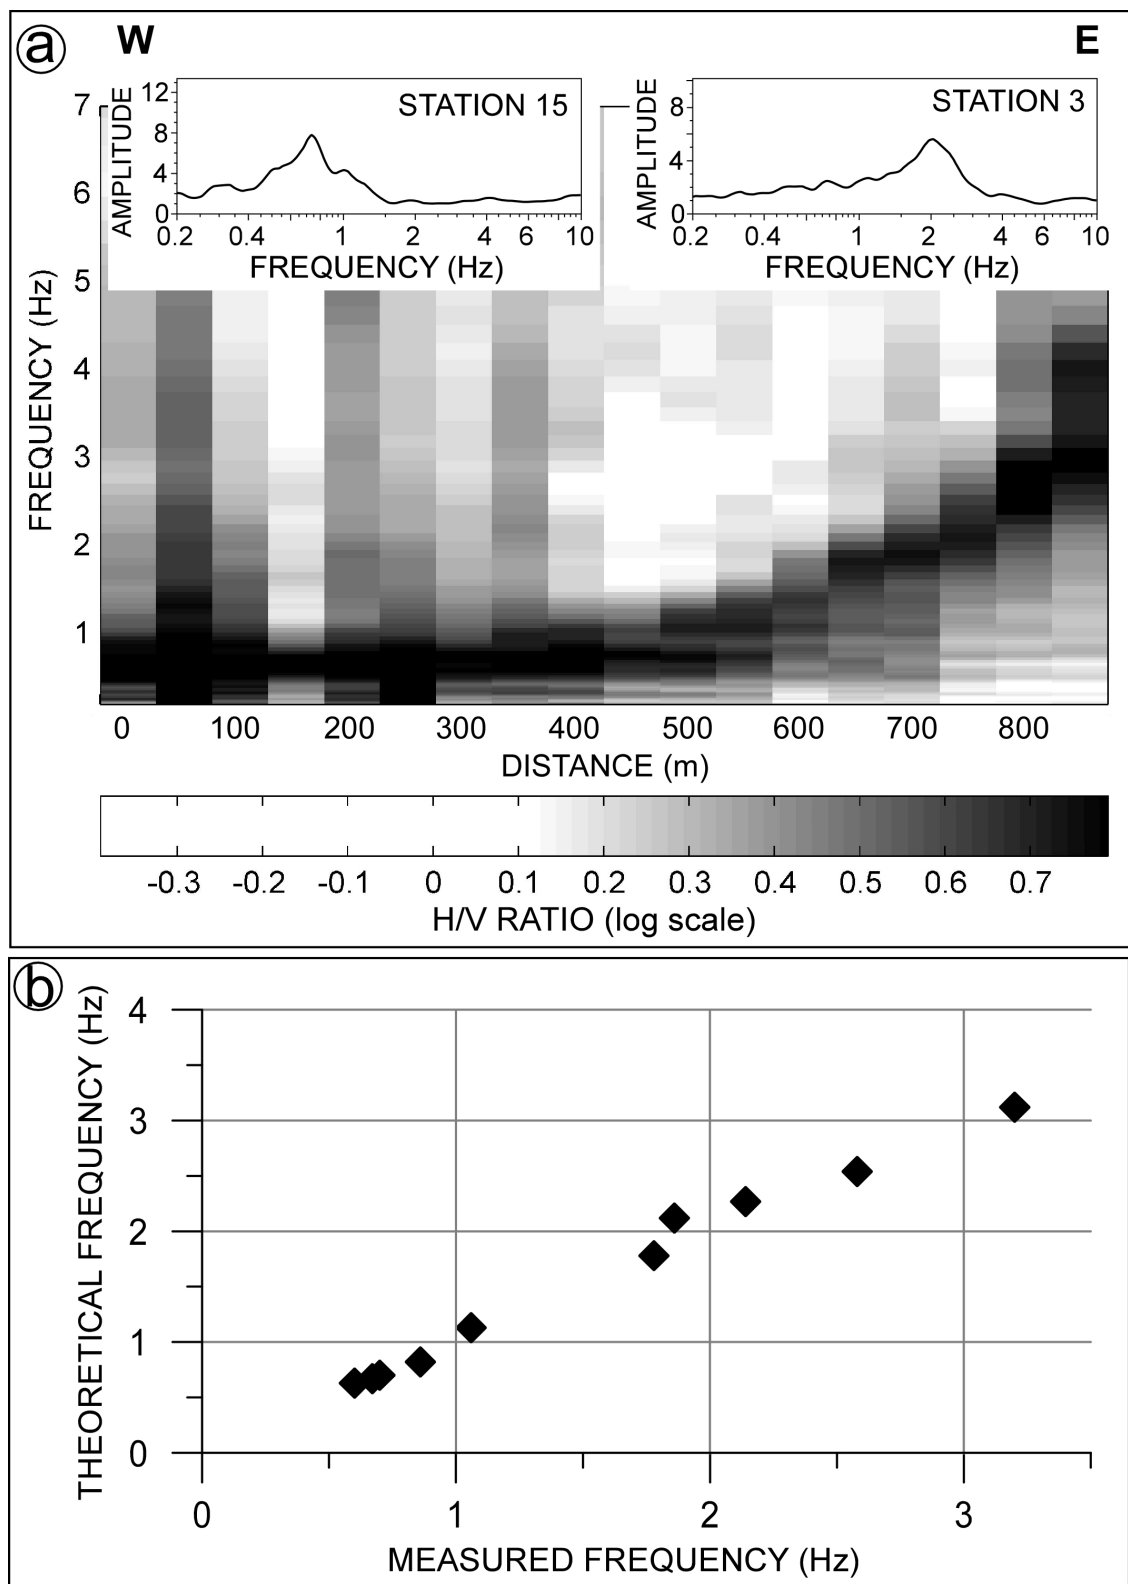 a
W
E
STATION 15
AMPLITUDE
12
8
4
0
0.2 0.4 1 2 4 6 10
FREQUENCY (Hz)
STATION 3
AMPLITUDE
8
4
0
0.2 0.4 1 2 4 6 10
FREQUENCY (Hz)
7
6
5
4
3
2
1
FREQUENCY (Hz)
0 100 200 300 400 500 600 700 800
DISTANCE (m)
-0.3 -0.2 -0.1 0 0.1 0.2 0.3 0.4 0.5 0.6 0.7
H/V RATIO (log scale)
b
THEORETICAL FREQUENCY (Hz)
4
3
2
1
0
0 1 2 3
MEASURED FREQUENCY (Hz)